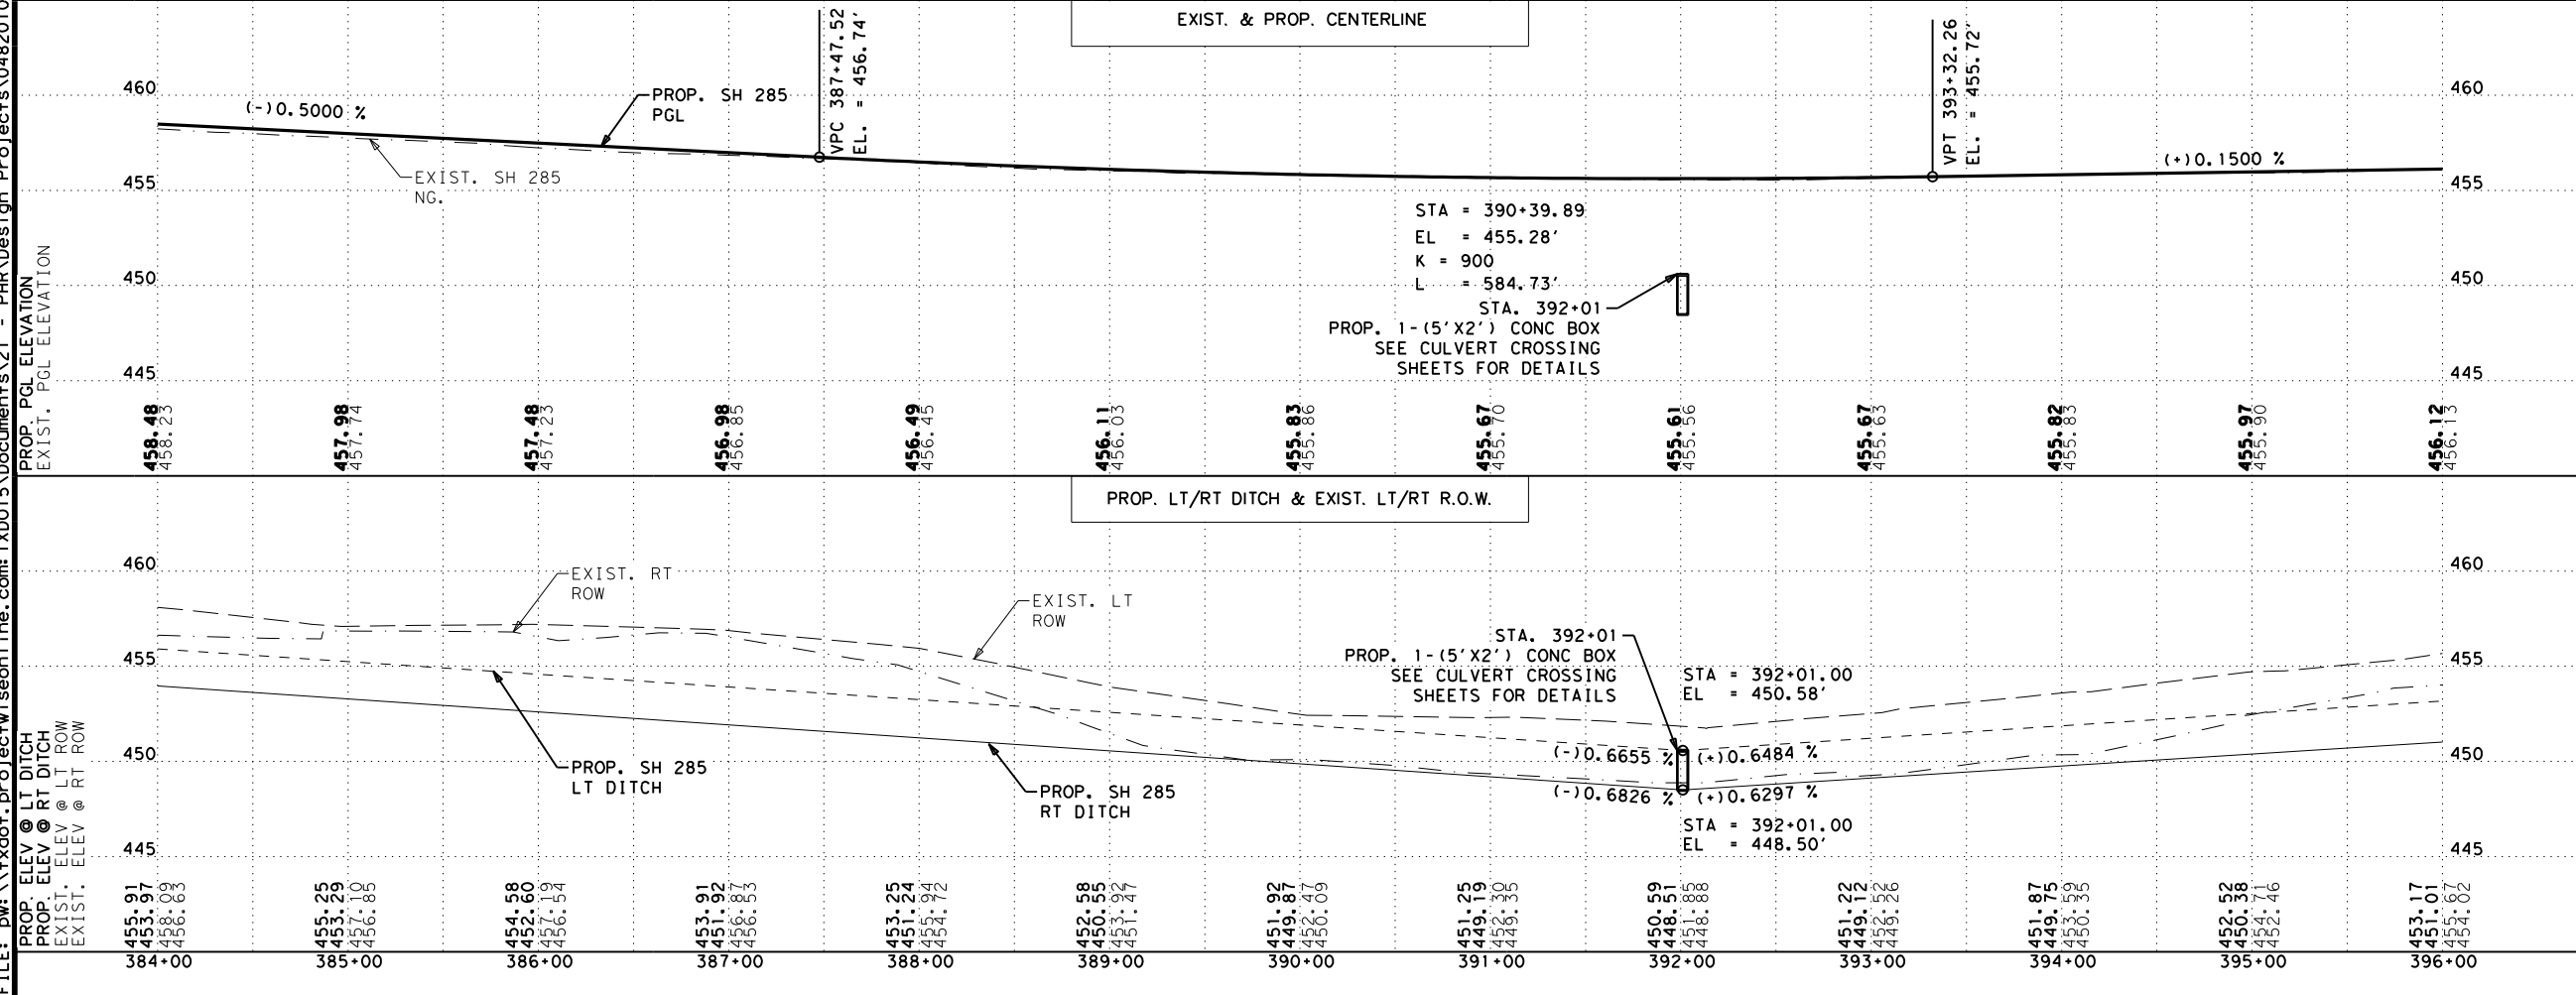 EXIST. & PROP. CENTERLINE
VPC 387+47.52
EL. = 456.74'
VPT 393+32.26
EL. = 455.72'
460
460
(-)0.5000 %
PROP. SH 285
PGL
EXIST. SH 285
NG.
(+)0.1500 %
455
455
STA = 390+39.89
EL = 455.28'
K = 900
L = 584.73'
450
450
STA. 392+01
PROP. 1-(5'X2') CONC BOX
SEE CULVERT CROSSING
SHEETS FOR DETAILS
445
445
PROP. PGL ELEVATION
EXIST. PGL ELEVATION
458.48
458.23
457.98
457.74
457.48
457.23
456.98
456.85
456.49
456.45
456.11
456.03
455.83
455.86
455.67
455.70
455.61
455.56
455.67
455.63
455.82
455.83
455.97
455.90
456.12
456.13
PROP. LT/RT DITCH & EXIST. LT/RT R.O.W.
460
460
EXIST. RT
ROW
EXIST. LT
ROW
455
455
STA. 392+01
PROP. 1-(5'X2') CONC BOX
SEE CULVERT CROSSING
SHEETS FOR DETAILS
STA = 392+01.00
EL = 450.58'
450
450
(-)0.6655 %
(+)0.6484 %
PROP. SH 285
LT DITCH
PROP. SH 285
RT DITCH
(-)0.6826 %
(+)0.6297 %
STA = 392+01.00
EL = 448.50'
445
445
PROP. ELEV @ LT DITCH
PROP. ELEV @ RT DITCH
EXIST. ELEV @ LT ROW
EXIST. ELEV @ RT ROW
455.91
453.97
458.09
456.63
455.25
453.29
457.10
456.85
454.58
452.60
457.19
456.54
453.91
451.92
456.87
456.53
453.25
451.24
455.94
454.72
452.58
450.55
453.92
451.47
451.92
449.87
452.47
450.09
451.25
449.19
452.30
449.35
450.59
448.51
451.85
448.88
451.22
449.12
452.56
449.26
451.87
449.75
453.59
450.35
452.52
450.38
454.71
452.46
453.17
451.01
455.67
454.02
384+00
385+00
386+00
387+00
388+00
389+00
390+00
391+00
392+00
393+00
394+00
395+00
396+00